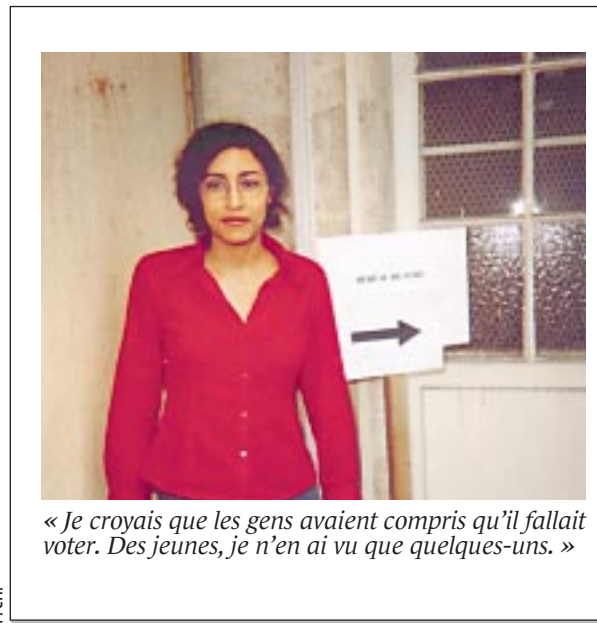 « Je croyais que les gens avaient compris qu'il fallait
voter. Des jeunes, je n'en ai vu que quelques-uns. »